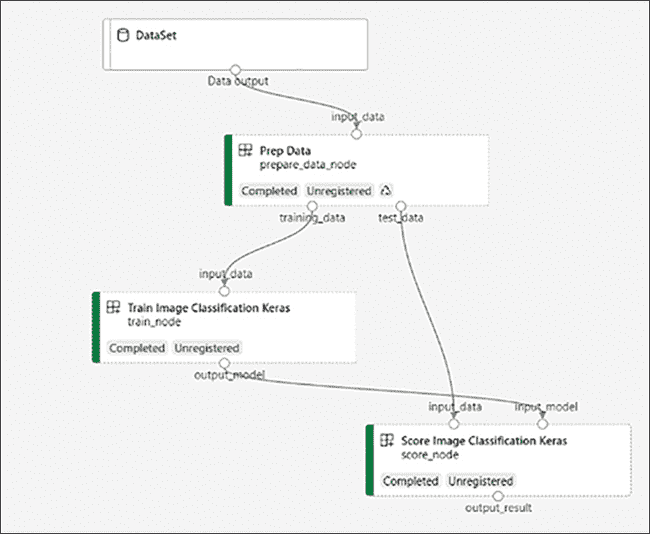 DataSet
Data output
input_data
Prep Data
prepare_data_node
Completed Unregistered
training_data test_data
input_data
Train Image Classification Keras
train_node
Completed Unregistered
output_model
input_data input_model
Score Image Classification Keras
score_node
Completed Unregistered
output_result